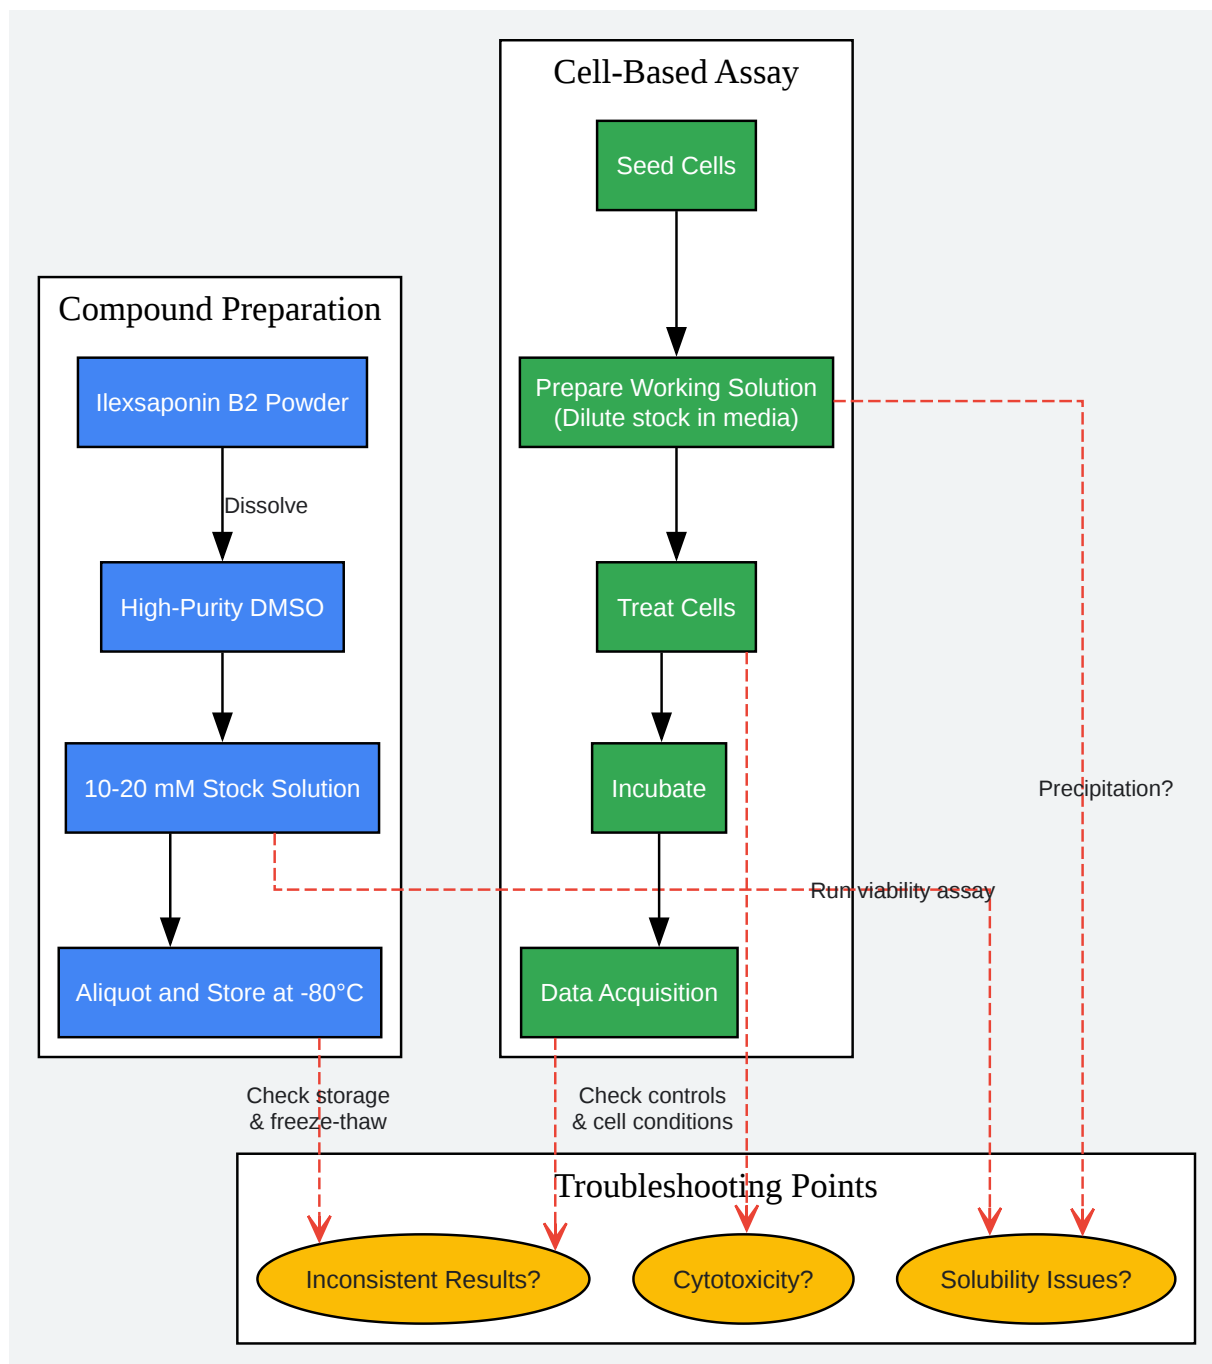 Cell-Based Assay
Seed Cells
Compound Preparation
Ilexsaponin B2 Powder
Prepare Working Solution
(Dilute stock in media)
Dissolve
High-Purity DMSO
Treat Cells
10-20 mM Stock Solution
Incubate
Precipitation?
Run viability assay
Aliquot and Store at -80°C
Data Acquisition
Check storage
& freeze-thaw
Check controls
& cell conditions
Troubleshooting Points
Inconsistent Results?
Cytotoxicity?
Solubility Issues?